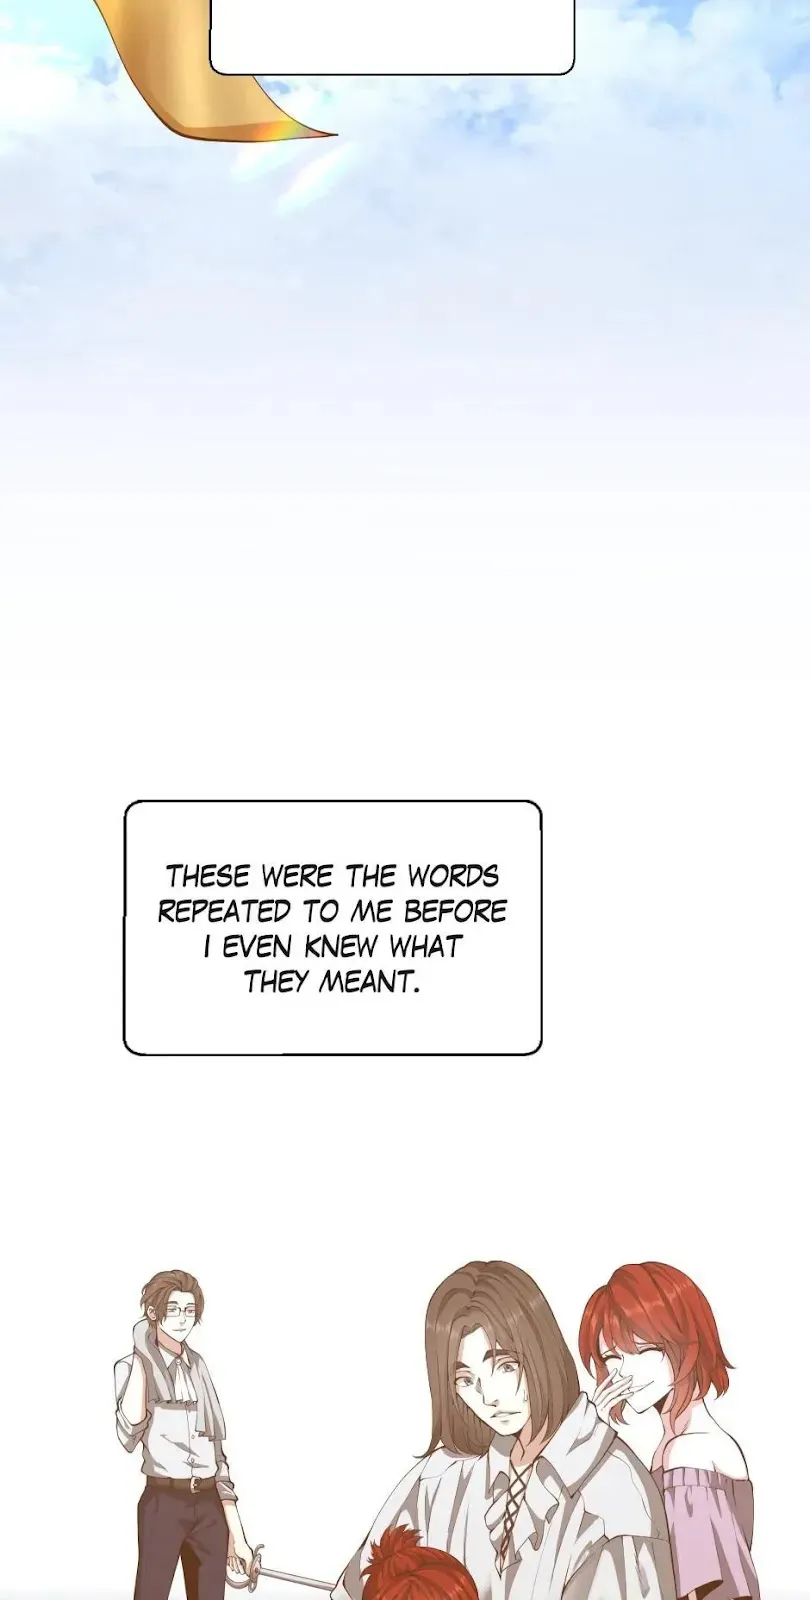 THESE WERE THE WORDS
REPEATED TO ME BEFORE
I EVEN KNEW WHAT
THEY MEANT.